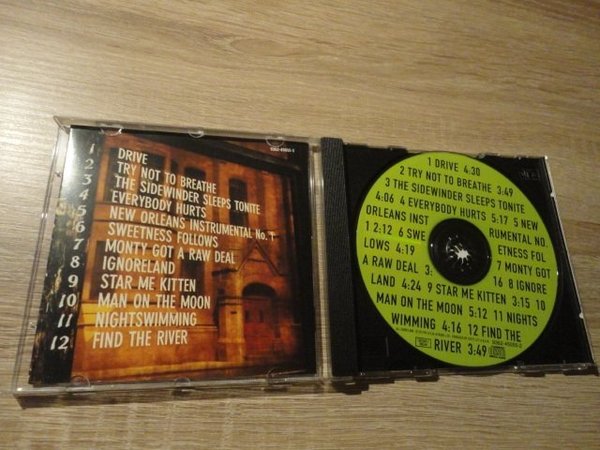 1 DRIVE
2 TRY NOT TO BREATHE
3 THE SIDEWINDER SLEEPS TONITE
4 EVERYBODY HURTS
5 NEW ORLEANS INSTRUMENTAL No. 1
6 SWEETNESS FOLLOWS
7 MONTY GOT A RAW DEAL
8 IGNORELAND
9 STAR ME KITTEN
10 MAN ON THE MOON
11 NIGHTSWIMMING
12 FIND THE RIVER
1 DRIVE 4:30
2 TRY NOT TO BREATHE 3:49
3 THE SIDEWINDER SLEEPS TONITE
4:06 4 EVERYBODY HURTS 5:17 5 NEW
ORLEANS INST RUMENTAL NO.
1 2:12 6 SWE ETNESS FOL
LOWS 4:19 7 MONTY GOT
A RAW DEAL 3: 16 8 IGNORE
LAND 4:24 9 STAR ME KITTEN 3:15 10
MAN ON THE MOON 5:12 11 NIGHTS
WIMMING 4:16 12 FIND THE
RIVER 3:49